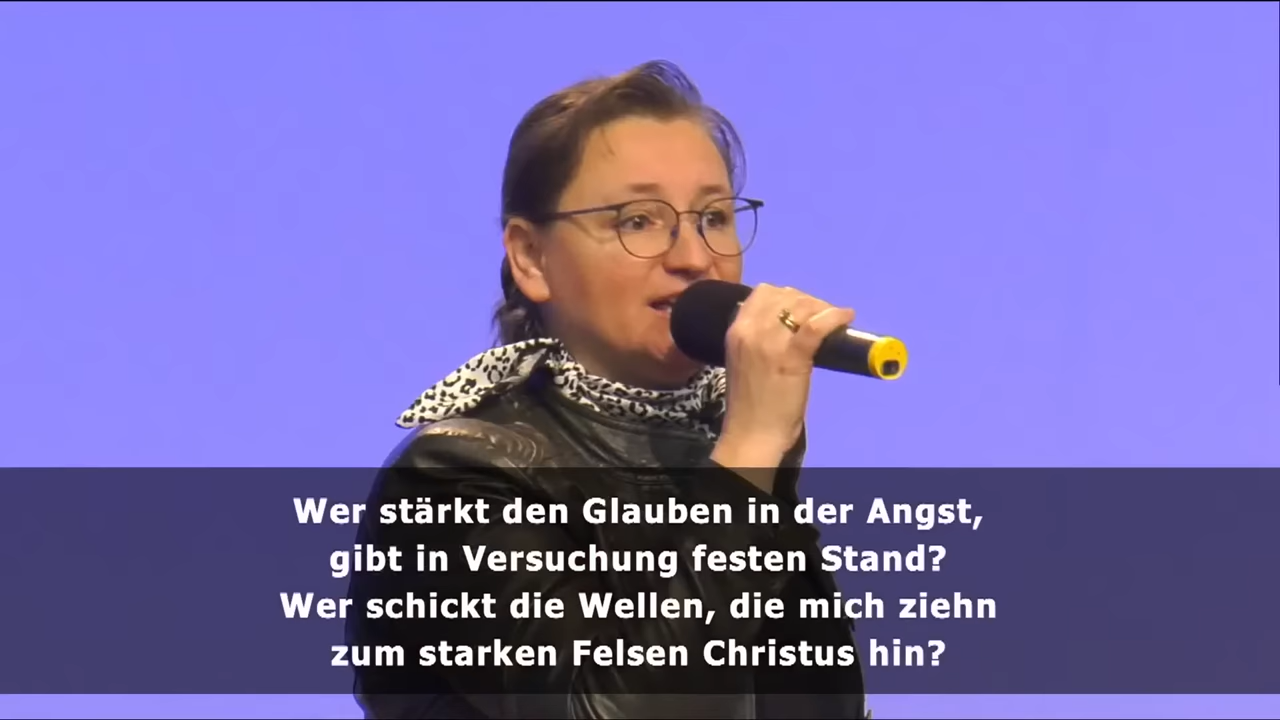 Wer stärkt den Glauben in der Angst,
gibt in Versuchung festen Stand?
Wer schickt die Wellen, die mich ziehn
zum starken Felsen Christus hin?